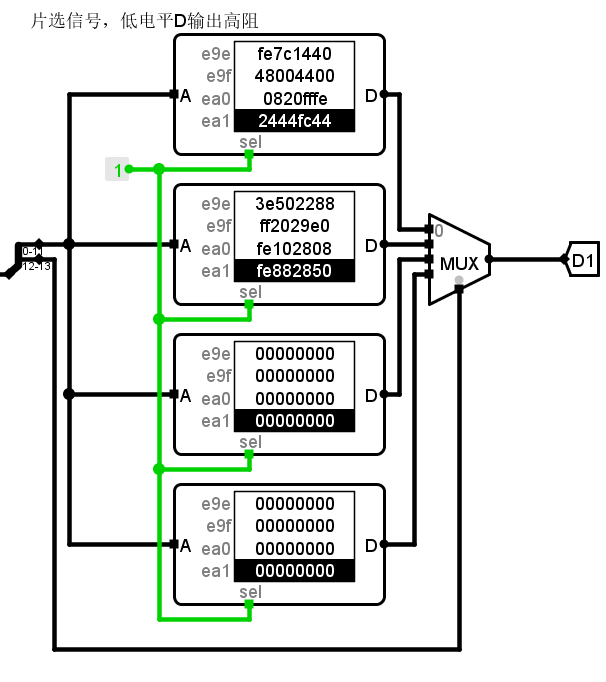 片选信号，低电平D输出高阻
e9e fe7c1440
e9f 48004400
A ea0 0820fffe D
ea1 2444fc44
sel
1
e9e 3e502288
e9f ff2029e0
0
A ea0 fe102808 D
0-11
MUX
D1
12-13
ea1 fe882850
sel
e9e 00000000
e9f 00000000
A ea0 00000000 D
ea1 00000000
sel
e9e 00000000
e9f 00000000
A ea0 00000000 D
ea1 00000000
sel